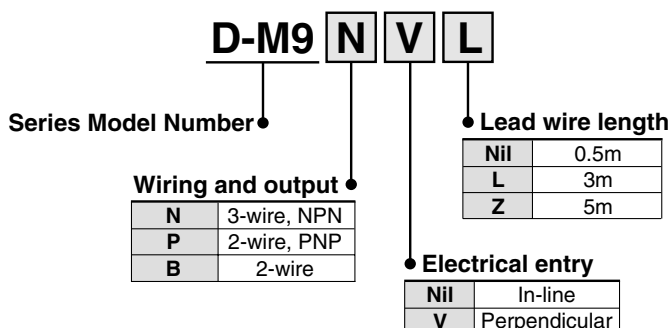 D-M9 N V L
Series Model Number
Lead wire length
Nil 0.5m
L 3m
Z 5m
Wiring and output
N 3-wire, NPN
P 2-wire, PNP
B 2-wire
Electrical entry
Nil In-line
V Perpendicular